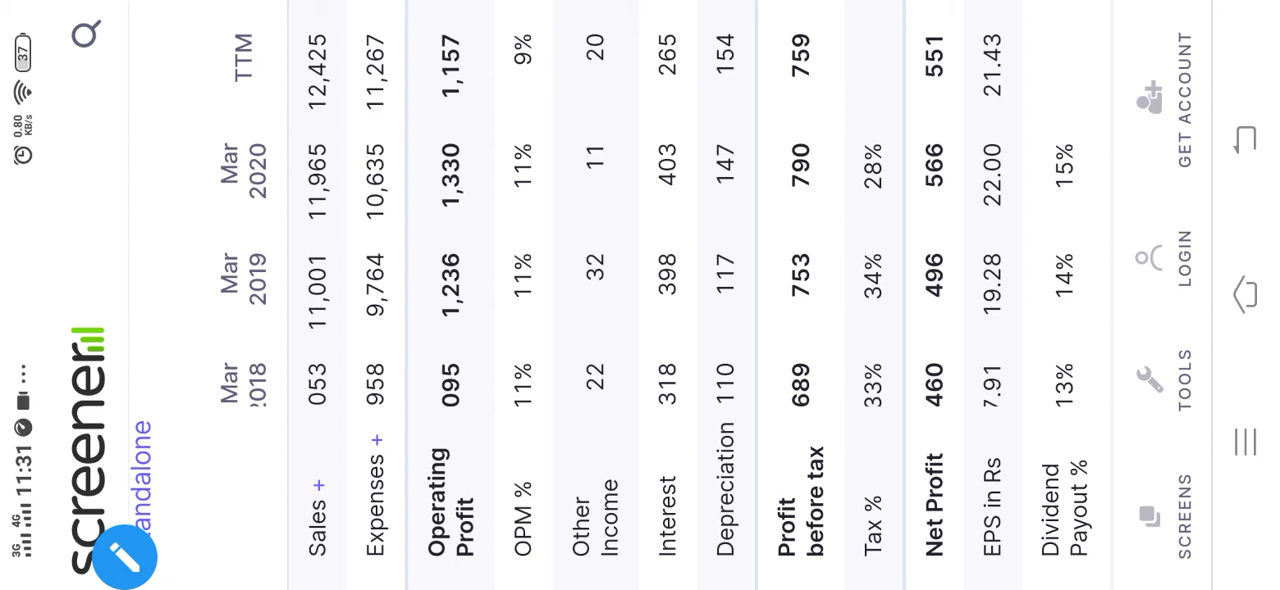 3G 4G 11:31 ... 0.80 KB/s 37
screener
andalone
Mar 2018 Mar 2019 Mar 2020 TTM
Sales + 053 11,001 11,965 12,425
Expenses + 958 9,764 10,635 11,267
Operating Profit 095 1,236 1,330 1,157
OPM % 11% 11% 11% 9%
Other Income 22 32 11 20
Interest 318 398 403 265
Depreciation 110 117 147 154
Profit before tax 689 753 790 759
Tax % 33% 34% 28%
Net Profit 460 496 566 551
EPS in Rs 7.91 19.28 22.00 21.43
Dividend Payout % 13% 14% 15%
SCREENS TOOLS LOGIN GET ACCOUNT